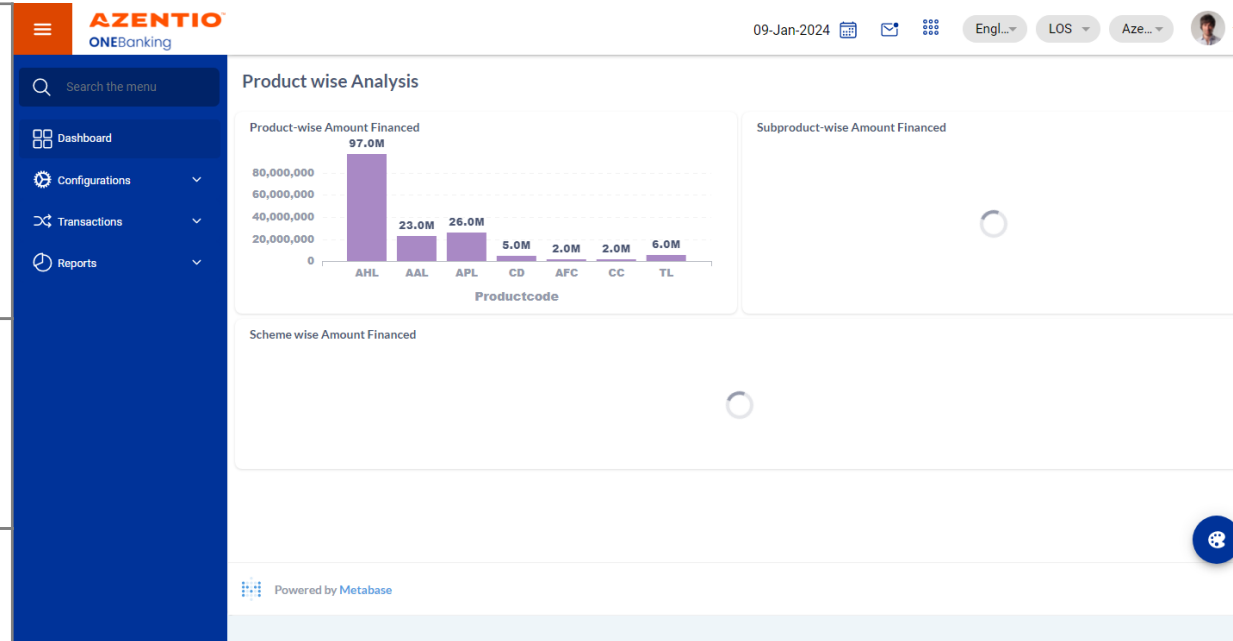 AZENTIO
ONEBanking
09-Jan-2024
Engl...
LOS
Aze...
Search the menu
Dashboard
Configurations
Transactions
Reports
Product wise Analysis
Product-wise Amount Financed
97.0M
80,000,000
60,000,000
40,000,000
20,000,000
0
23.0M
26.0M
5.0M
2.0M
2.0M
6.0M
AHL AAL APL CD AFC CC TL
Productcode
Subproduct-wise Amount Financed
Scheme wise Amount Financed
Powered by Metabase